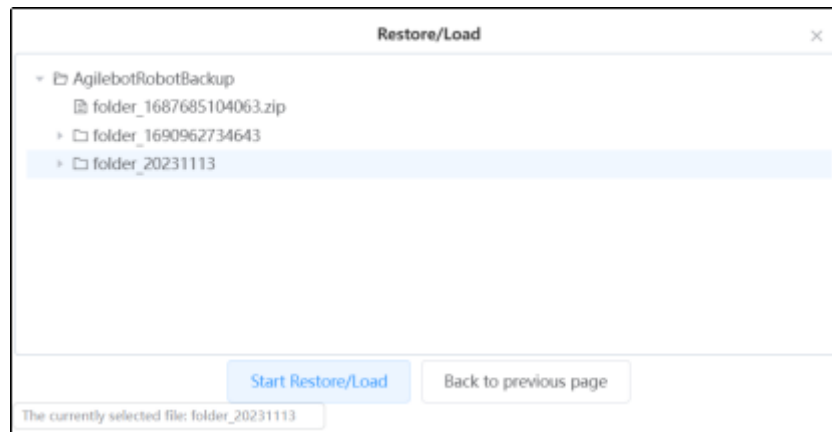 Restore/Load
AgilebotRobotBackup
folder_1687685104063.zip
folder_1690962734643
folder_20231113
Start Restore/Load
Back to previous page
The currently selected file: folder_20231113